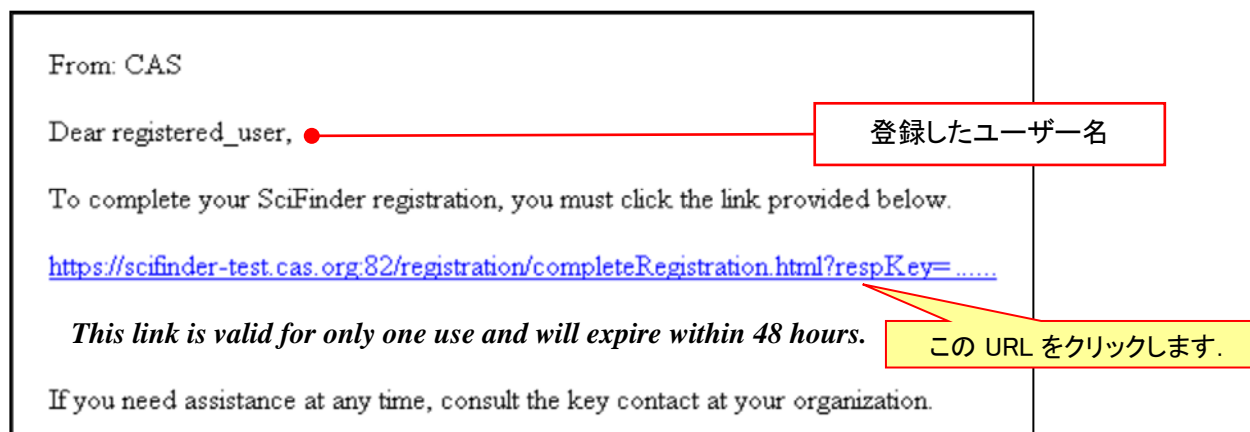 From: CAS
Dear registered_user,
登録したユーザー名
To complete your SciFinder registration, you must click the link provided below.
https://scifinder-test.cas.org:82/registration/completeRegistration.html?respKey=......
This link is valid for only one use and will expire within 48 hours.
この URL をクリックします.
If you need assistance at any time, consult the key contact at your organization.